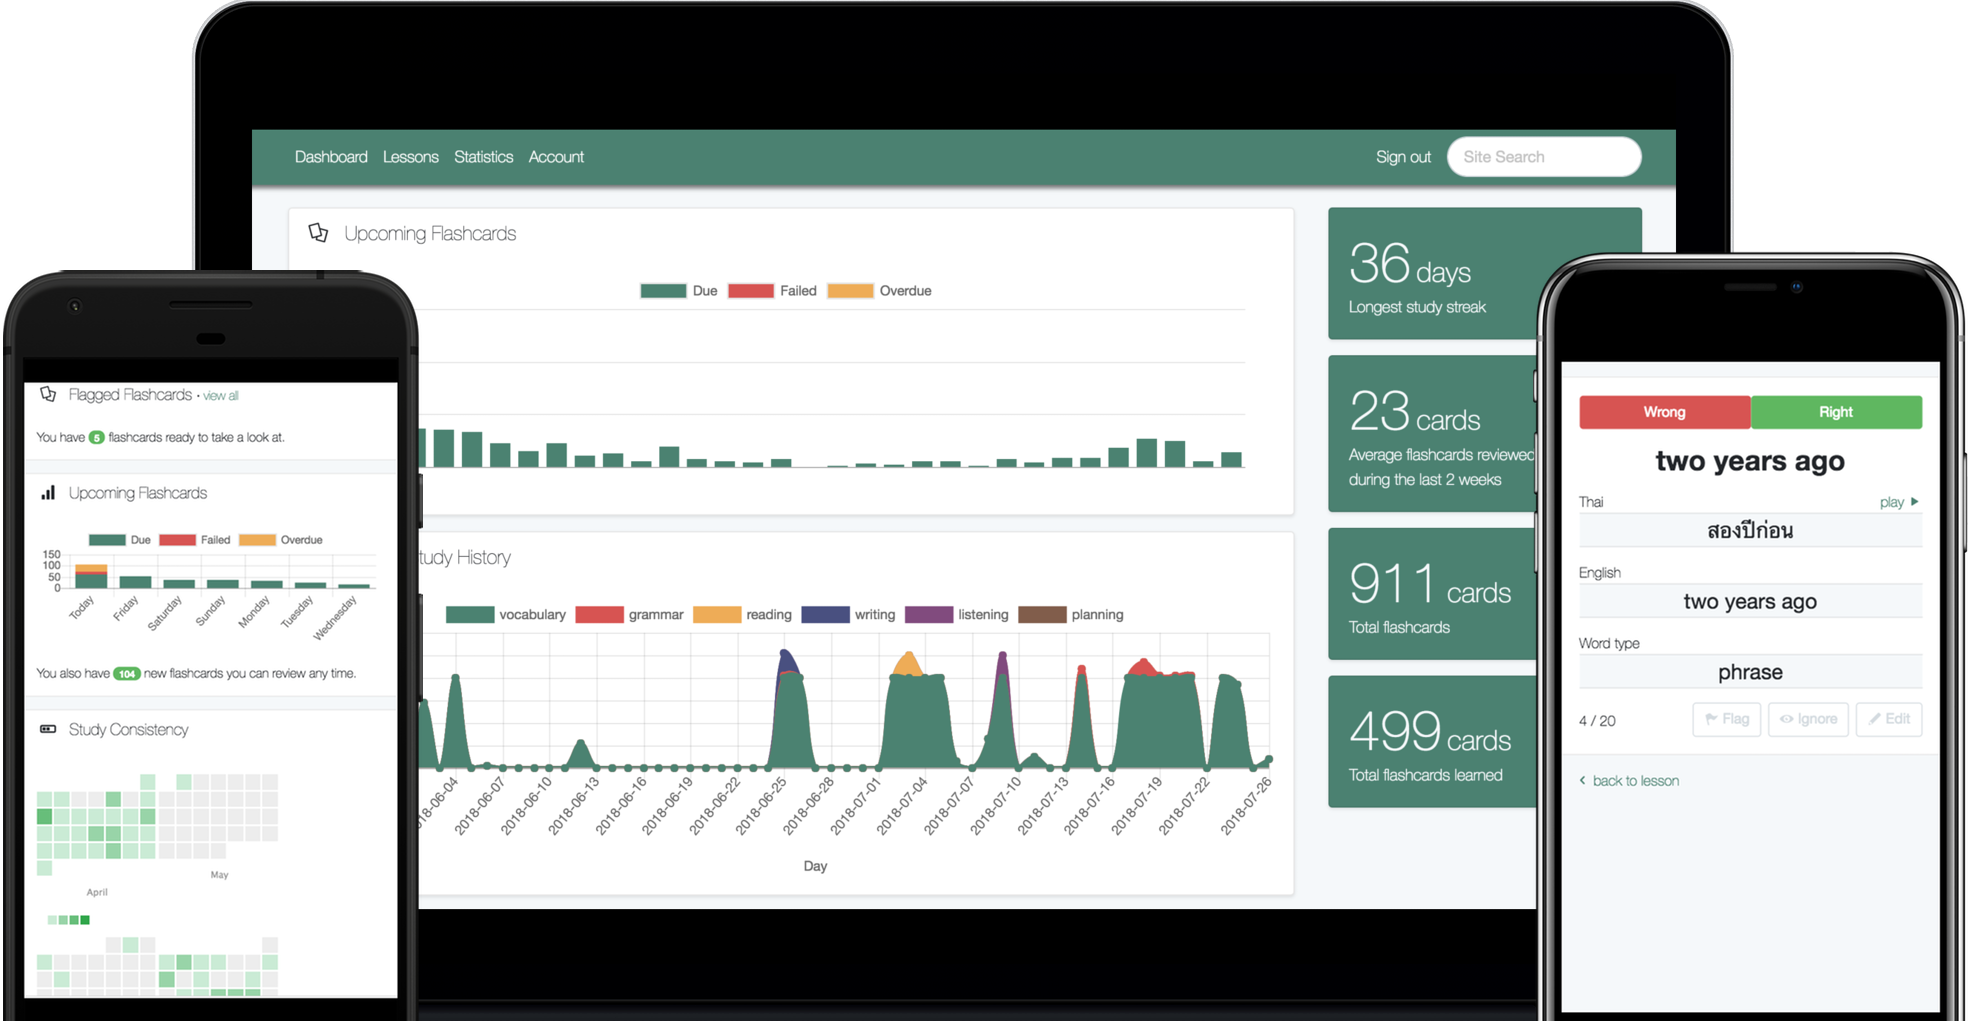 Dashboard Lessons Statistics Account Sign out Site Search
Upcoming Flashcards
Due Failed Overdue
tudy History
vocabulary grammar reading writing listening planning
018-06-04 2018-06-07 2018-06-10 2018-06-13 2018-06-16 2018-06-19 2018-06-22 2018-06-25 2018-06-28 2018-07-01 2018-07-04 2018-07-07 2018-07-10 2018-07-13 2018-07-16 2018-07-19 2018-07-22 2018-07-26
Day
36 days
Longest study streak
23 cards
Average flashcards reviewed
during the last 2 weeks
911 cards
Total flashcards
499 cards
Total flashcards learned
Flagged Flashcards • view all
You have 5 flashcards ready to take a look at.
Upcoming Flashcards
Due Failed Overdue
150
100
50
0
Today Friday Saturday Sunday Monday Tuesday Wednesday
You also have 104 new flashcards you can review any time.
Study Consistency
May
April
Wrong Right
two years ago
Thai play
สองปีก่อน
English
two years ago
Word type
phrase
4 / 20 Flag Ignore Edit
back to lesson